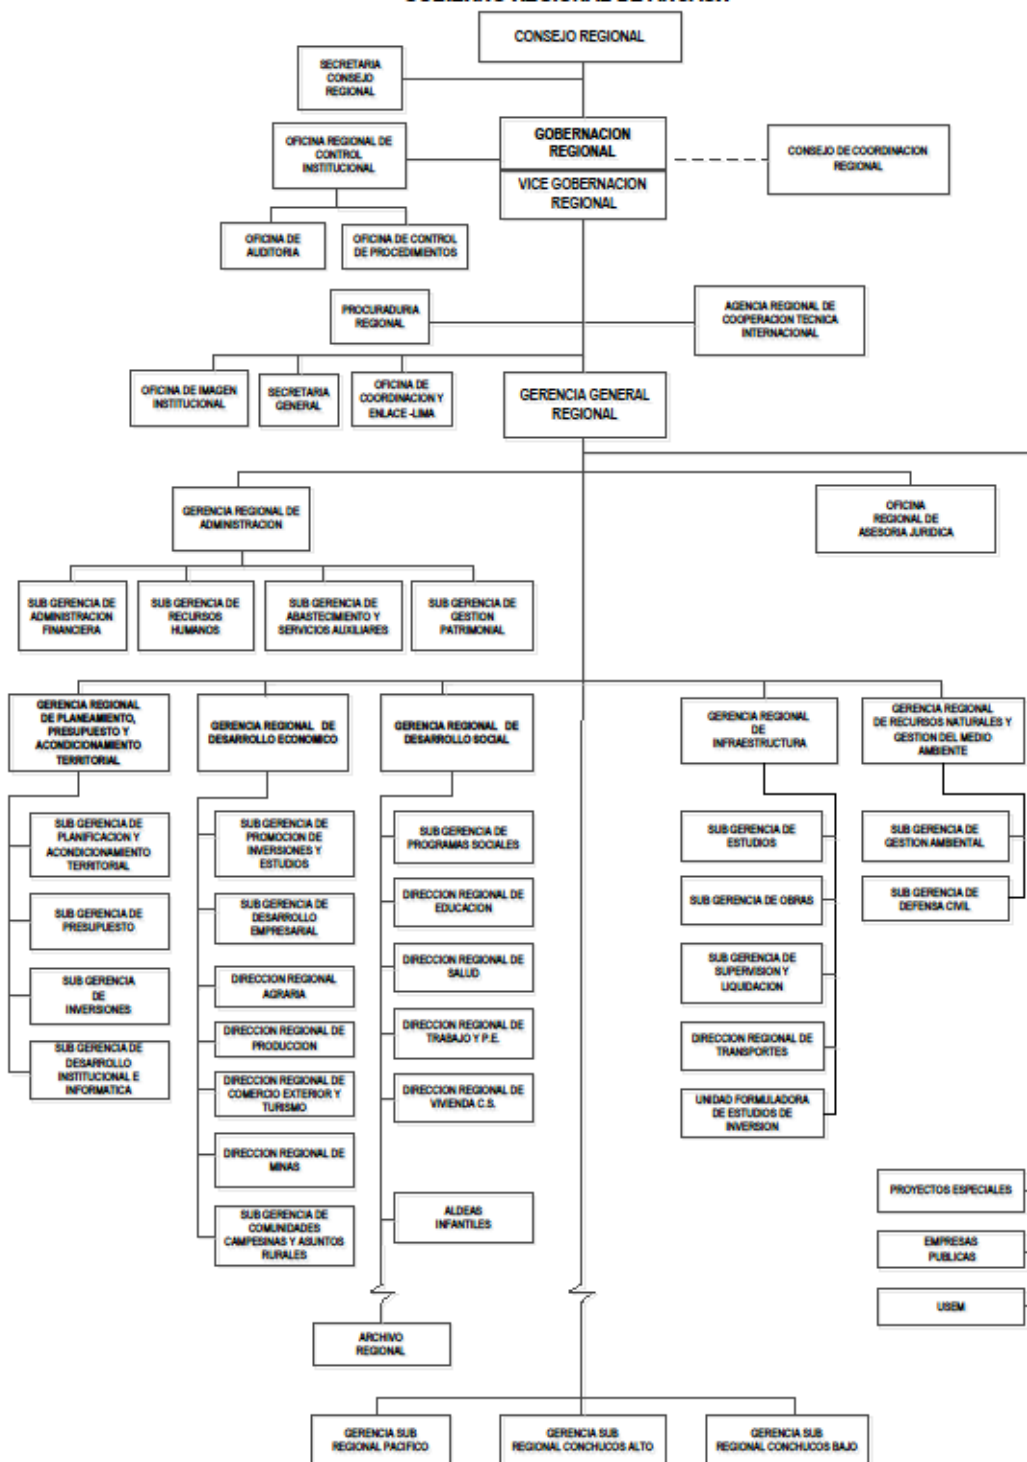 CONSEJO REGIONAL
SECRETARIA
CONSEJO
REGIONAL
OFICINA REGIONAL DE
CONTROL
INSTITUCIONAL
GOBERNACION
REGIONAL
CONSEJO DE COORDINACION
REGIONAL
VICE GOBERNACION
REGIONAL
OFICINA DE
AUDITORIA
OFICINA DE CONTROL
DE PROCEDIMIENTOS
PROCURADURIA
REGIONAL
AGENCIA REGIONAL DE
COOPERACION TECNICA
INTERNACIONAL
OFICINA DE IMAGEN
INSTITUCIONAL
SECRETARIA
GENERAL
OFICINA DE
COORDINACION Y
ENLACE -LIMA
GERENCIA GENERAL
REGIONAL
GERENCIA REGIONAL DE
ADMINISTRACION
OFICINA
REGIONAL DE
ASESORIA JURIDICA
SUB GERENCIA DE
ADMINISTRACION
FINANCIERA
SUB GERENCIA DE
RECURSOS
HUMANOS
SUB GERENCIA DE
ABASTECIMIENTO Y
SERVICIOS AUXILIARES
SUB GERENCIA DE
GESTION
PATRIMONIAL
GERENCIA REGIONAL
DE PLANEAMIENTO,
PRESUPUESTO Y
ACONDICIONAMIENTO
TERRITORIAL
GERENCIA REGIONAL DE
DESARROLLO ECONOMICO
GERENCIA REGIONAL DE
DESARROLLO SOCIAL
GERENCIA REGIONAL
DE
INFRAESTRUCTURA
GERENCIA REGIONAL
DE RECURSOS NATURALES Y
GESTION DEL MEDIO
AMBIENTE
SUB GERENCIA DE
PLANIFICACION Y
ACONDICIONAMIENTO
TERRITORIAL
SUB GERENCIA DE
PRESUPUESTO
SUB GERENCIA
DE
INVERSIONES
SUB GERENCIA DE
DESARROLLO
INSTITUCIONAL E
INFORMATICA
SUB GERENCIA DE
PROMOCION DE
INVERSIONES Y
ESTUDIOS
SUB GERENCIA DE
DESARROLLO
EMPRESARIAL
DIRECCION REGIONAL
AGRARIA
DIRECCION REGIONAL DE
PRODUCCION
DIRECCION REGIONAL DE
COMERCIO EXTERIOR Y
TURISMO
DIRECCION REGIONAL DE
MINAS
SUB GERENCIA DE
COMUNIDADES
CAMPESINAS Y ASUNTOS
RURALES
SUB GERENCIA DE
PROGRAMAS SOCIALES
DIRECCION REGIONAL DE
EDUCACION
DIRECCION REGIONAL DE
SALUD
DIRECCION REGIONAL DE
TRABAJO Y P.E.
DIRECCION REGIONAL DE
VIVIENDA C.S.
ALDEAS
INFANTILES
ARCHIVO
REGIONAL
SUB GERENCIA DE
ESTUDIOS
SUB GERENCIA DE OBRAS
SUB GERENCIA DE
SUPERVISION Y
LIQUIDACION
DIRECCION REGIONAL DE
TRANSPORTES
UNIDAD FORMULADORA
DE ESTUDIOS DE
INVERSION
SUB GERENCIA DE
GESTION AMBIENTAL
SUB GERENCIA DE
DEFENSA CIVIL
PROYECTOS ESPECIALES
EMPRESAS
PUBLICAS
USEM
GERENCIA SUB
REGIONAL PACIFICO
GERENCIA SUB
REGIONAL CONCHUCOS ALTO
GERENCIA SUB
REGIONAL CONCHUCOS BAJO